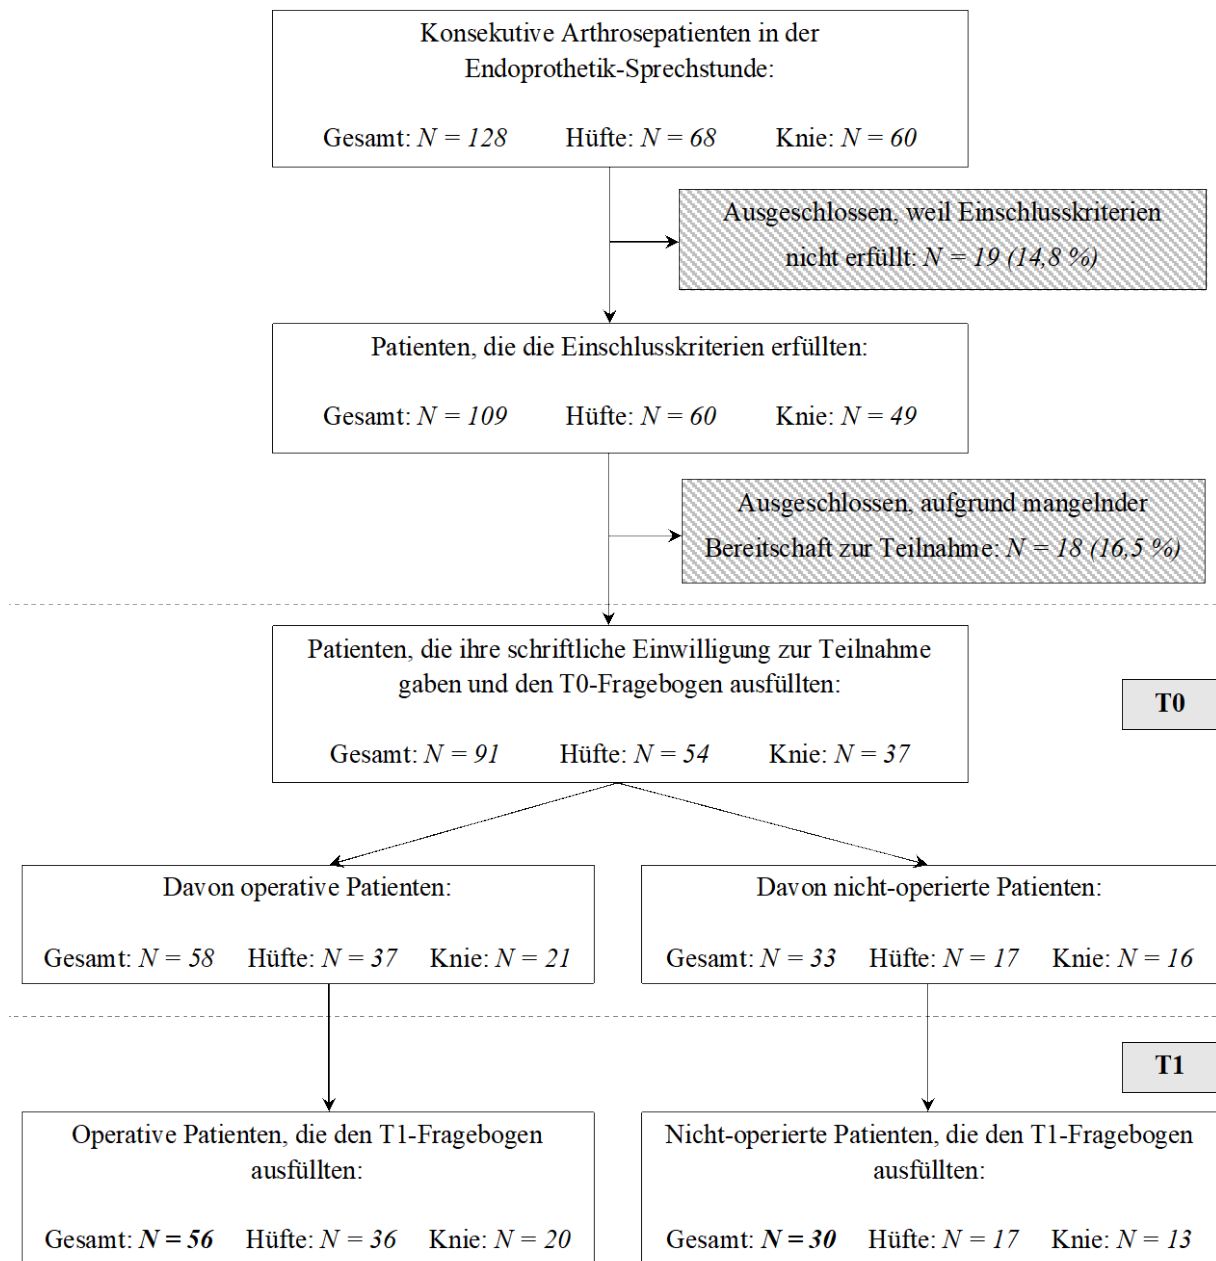 Konsekutive Arthrosepatienten in der
Endoprothetik-Sprechstunde:
Gesamt: N = 128 Hüfte: N = 68 Knie: N = 60
Ausgeschlossen, weil Einschlusskriterien
nicht erfüllt: N = 19 (14,8 %)
Patienten, die die Einschlusskriterien erfüllten:
Gesamt: N = 109 Hüfte: N = 60 Knie: N = 49
Ausgeschlossen, aufgrund mangelnder
Bereitschaft zur Teilnahme: N = 18 (16,5 %)
Patienten, die ihre schriftliche Einwilligung zur Teilnahme
gaben und den T0-Fragebogen ausfüllten:
Gesamt: N = 91 Hüfte: N = 54 Knie: N = 37
T0
Davon operative Patienten:
Gesamt: N = 58 Hüfte: N = 37 Knie: N = 21
Davon nicht-operierte Patienten:
Gesamt: N = 33 Hüfte: N = 17 Knie: N = 16
T1
Operative Patienten, die den T1-Fragebogen
ausfüllten:
Gesamt: N = 56 Hüfte: N = 36 Knie: N = 20
Nicht-operierte Patienten, die den T1-Fragebogen
ausfüllten:
Gesamt: N = 30 Hüfte: N = 17 Knie: N = 13